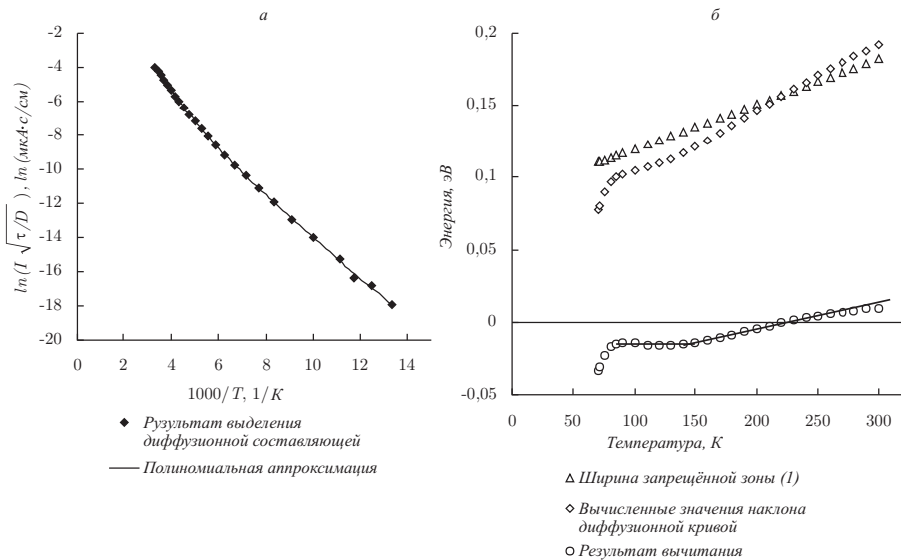 а
-2
-4
-6
-8
-10
-12
-14
-16
-18
-20
ln(I √τ/D ), ln(мкА·с/см)
0 2 4 6 8 10 12 14
1000/T, 1/K
Рузультат выделения
диффузионной составляющей
Полиномиальная аппроксимация
б
0,2
0,15
0,1
0,05
0
-0,05
Энергия, эВ
0 50 100 150 200 250 300
Температура, К
Ширина запрещённой зоны (1)
Вычисленные значения наклона
диффузионной кривой
Результат вычитания